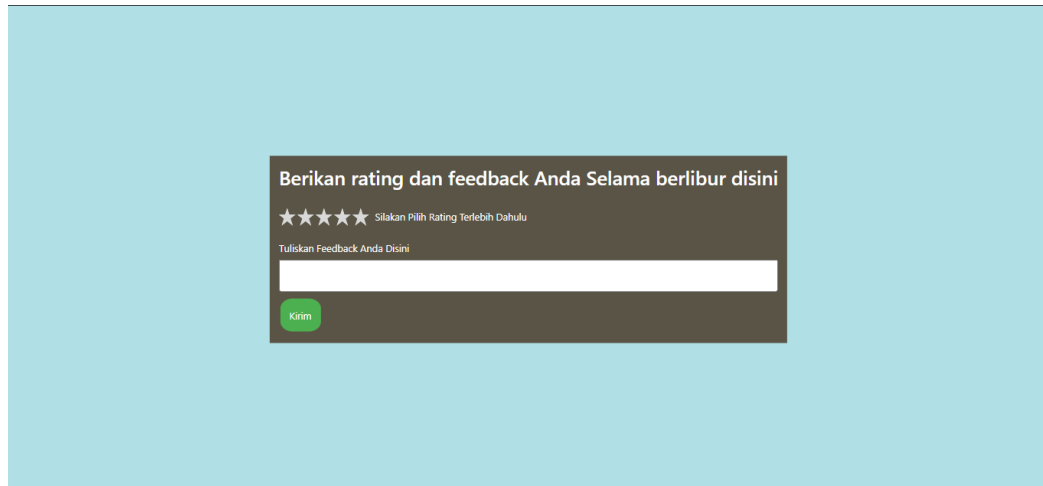 Berikan rating dan feedback Anda Selama berlibur disini
Silakan Pilih Rating Terlebih Dahulu
Tuliskan Feedback Anda Disini
Kirim